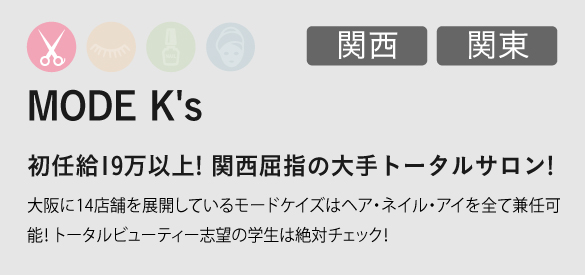 関西 関東
MODE K's
初任給19万以上! 関西屈指の大手トータルサロン!
大阪に14店舗を展開しているモードケイズはヘア・ネイル・アイを全て兼任可
能! トータルビューティー志望の学生は絶対チェック!